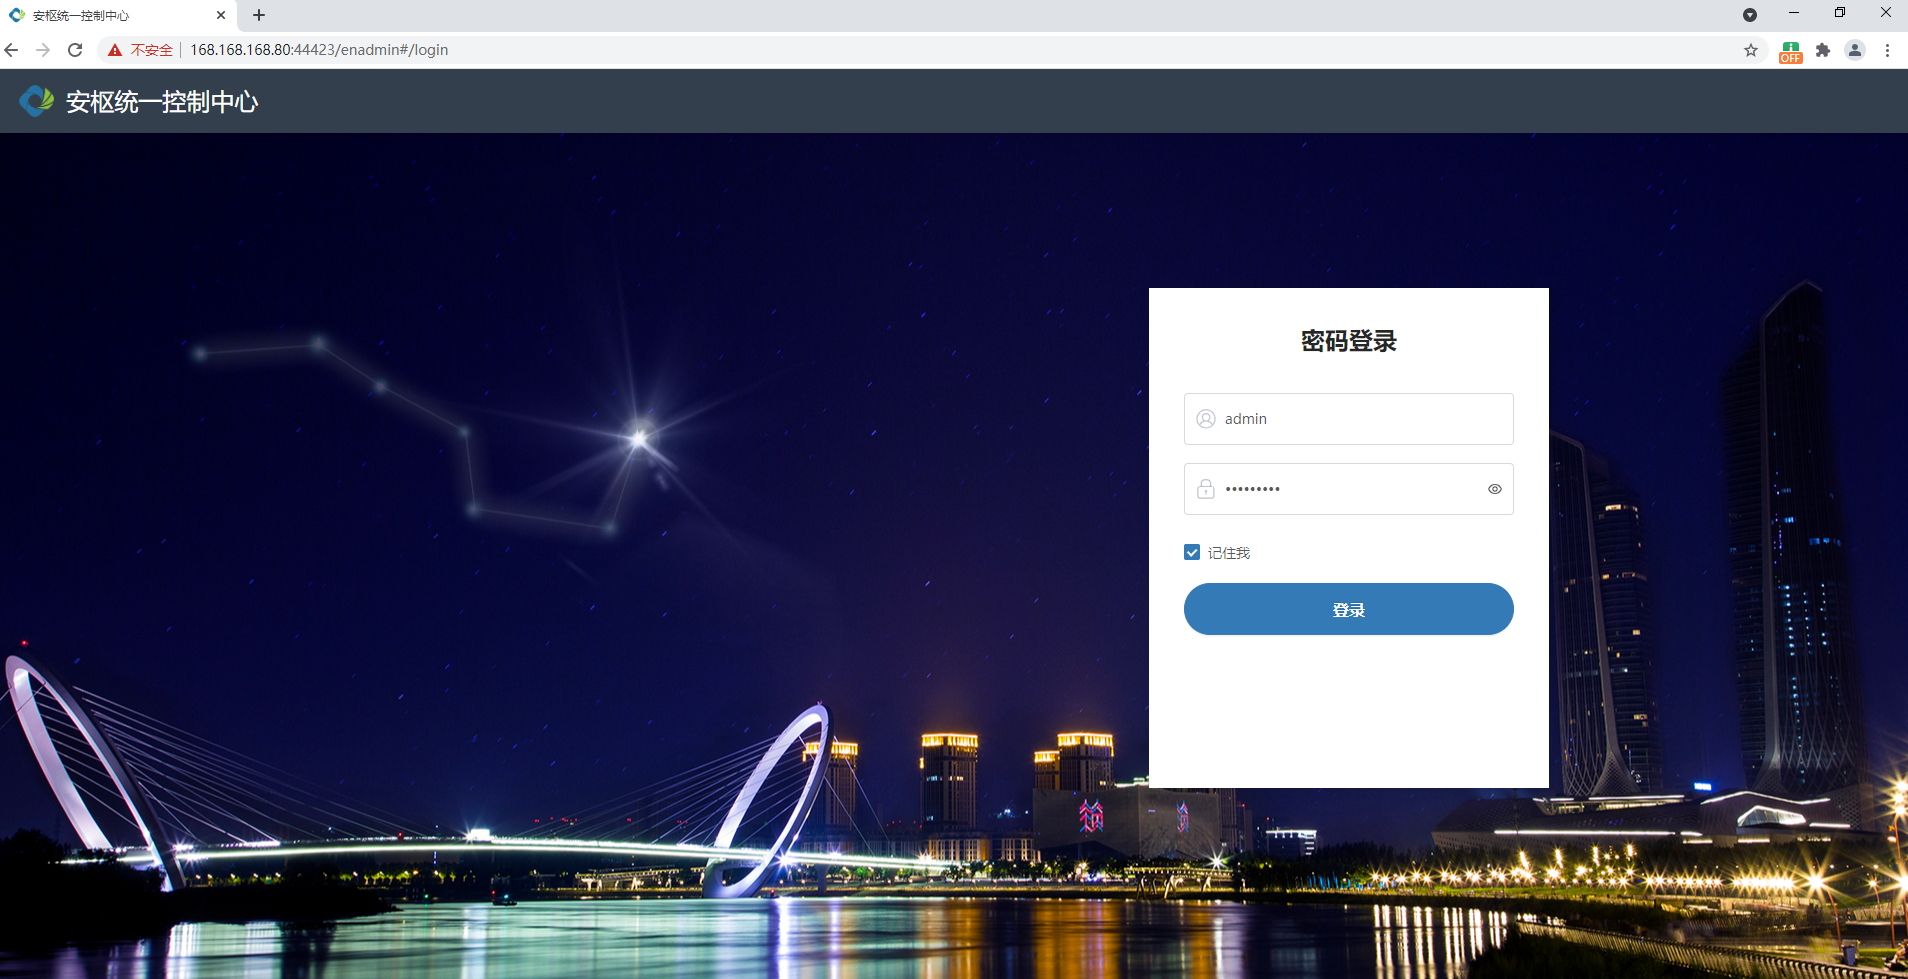 安枢统一控制中心
不安全
168.168.168.80:44423/enadmin#/login
OFF
安枢统一控制中心
密码登录
admin
•••••••••
记住我
登录